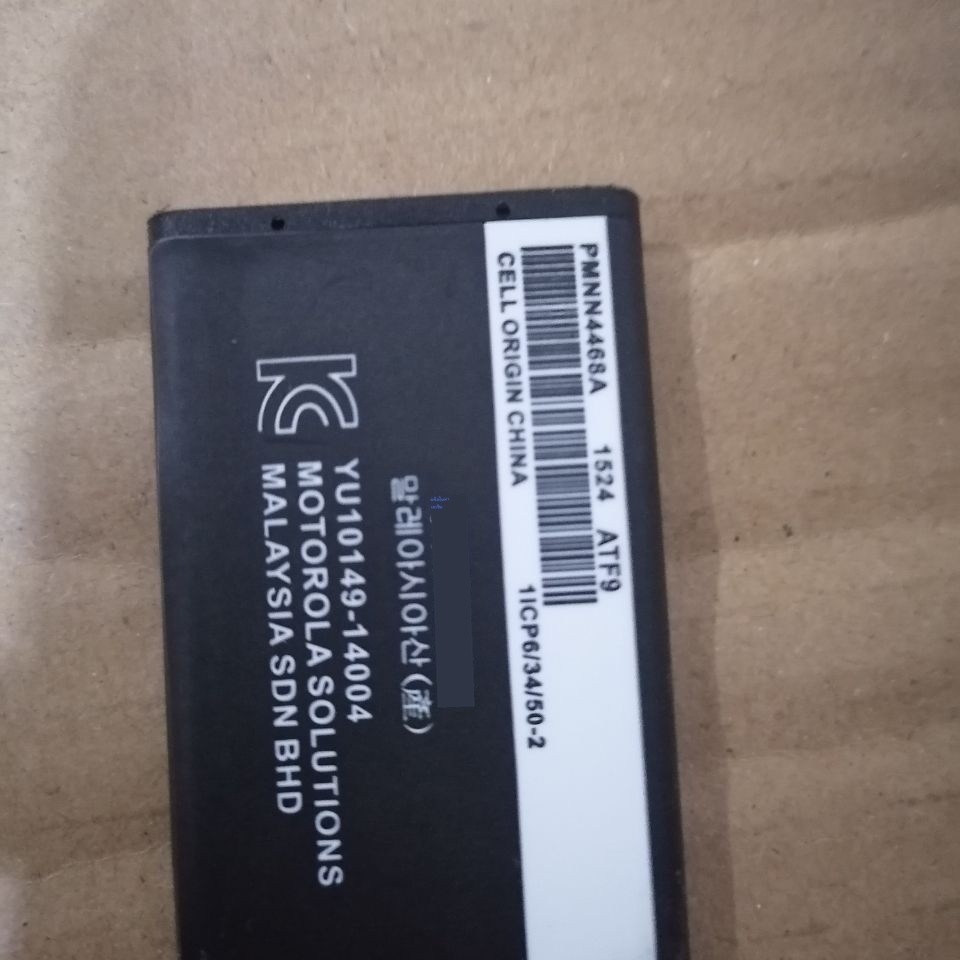 PMNN4468A 1524 ATF9
CELL ORIGIN CHINA 1ICP6/34/50-2
말레이시아산(産)
YU10149-14004
MOTOROLA SOLUTIONS
MALAYSIA SDN BHD